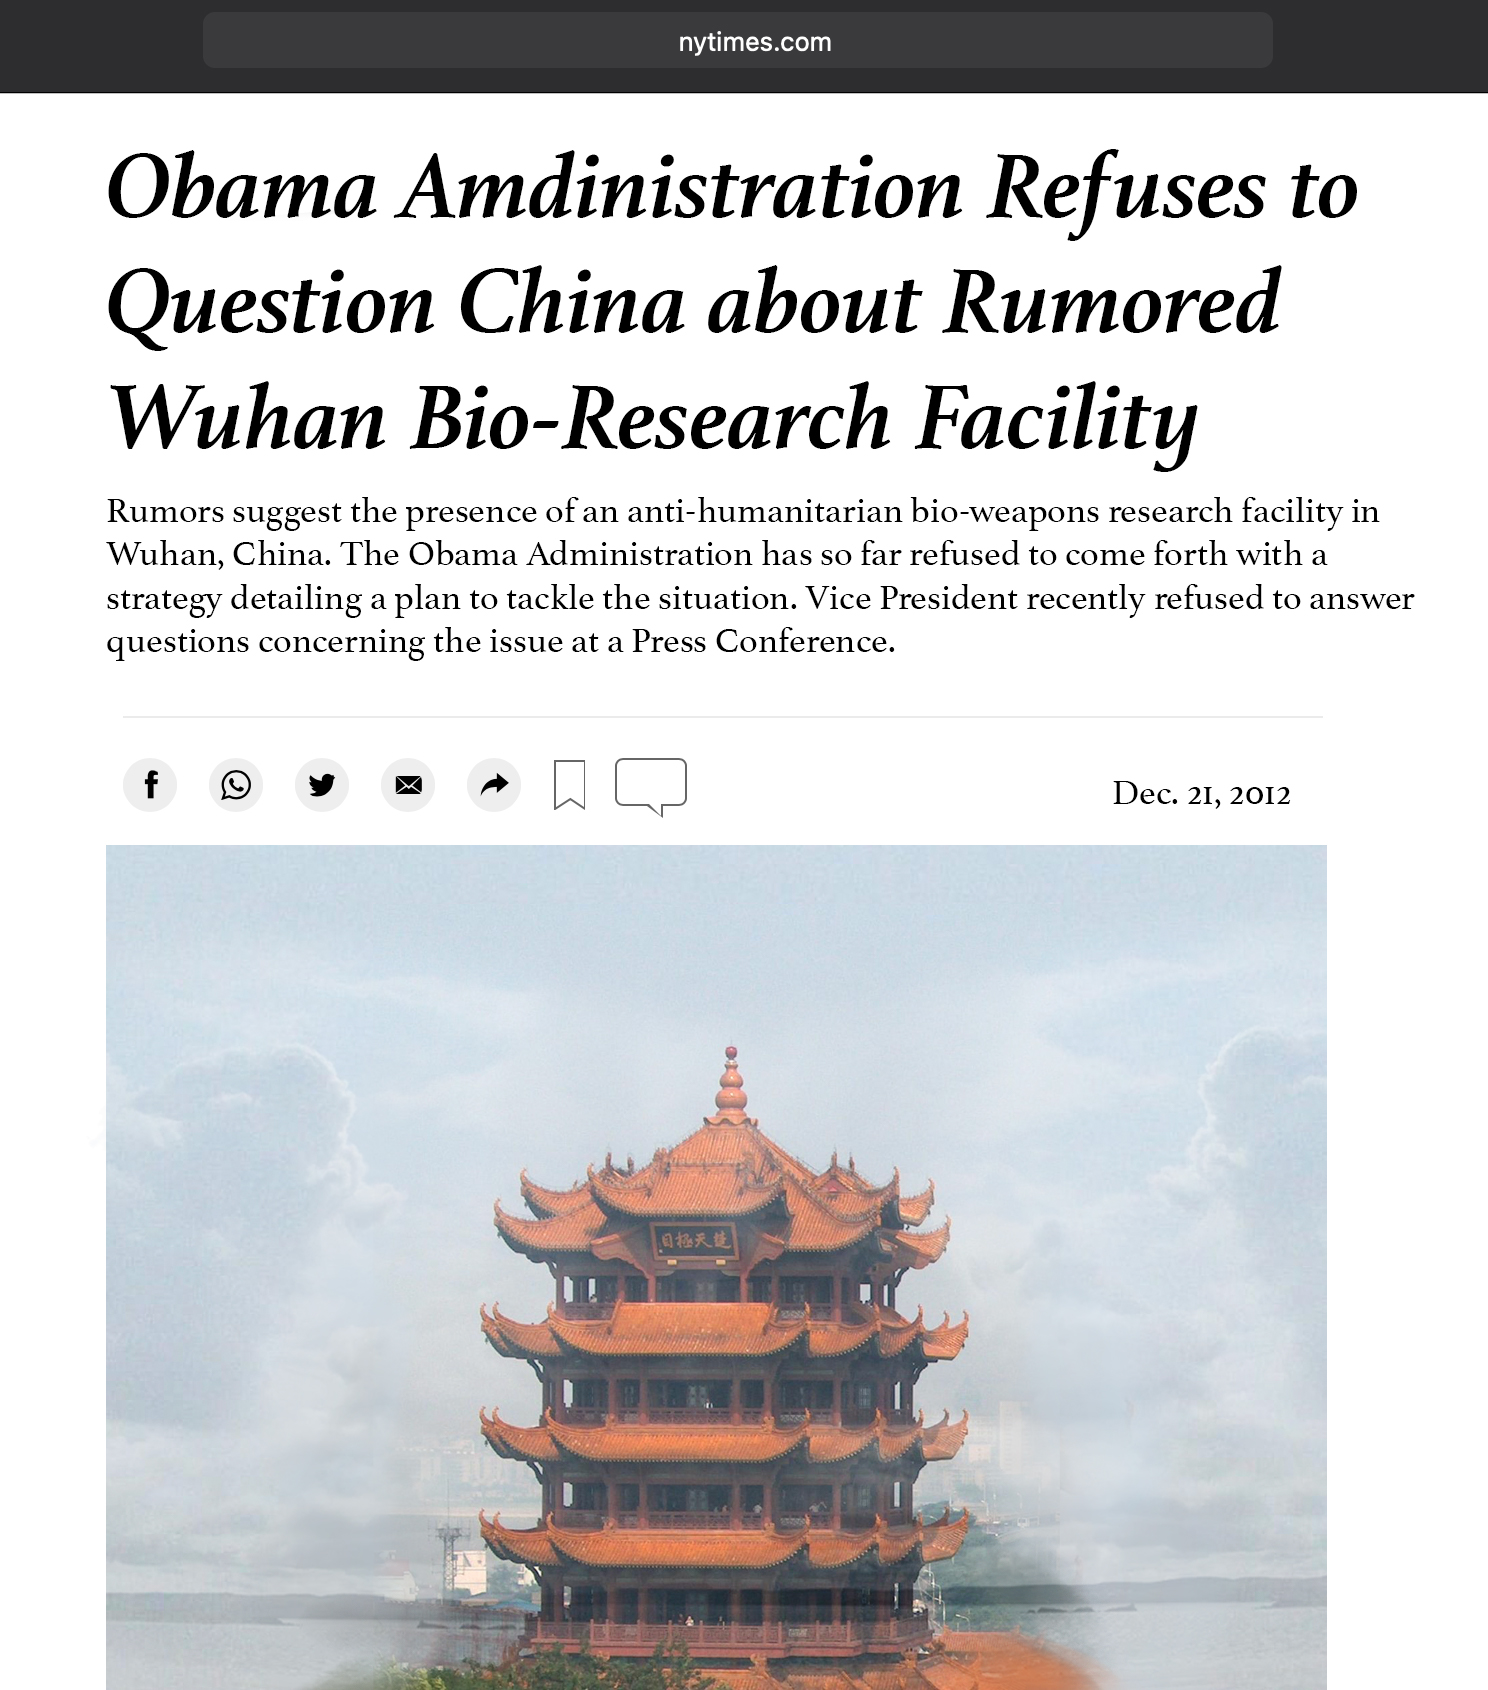 nytimes.com
Obama Amdinistration Refuses to
Question China about Rumored
Wuhan Bio-Research Facility
Rumors suggest the presence of an anti-humanitarian bio-weapons research facility in
Wuhan, China. The Obama Administration has so far refused to come forth with a
strategy detailing a plan to tackle the situation. Vice President recently refused to answer
questions concerning the issue at a Press Conference.
Dec. 21, 2012
目極天楚